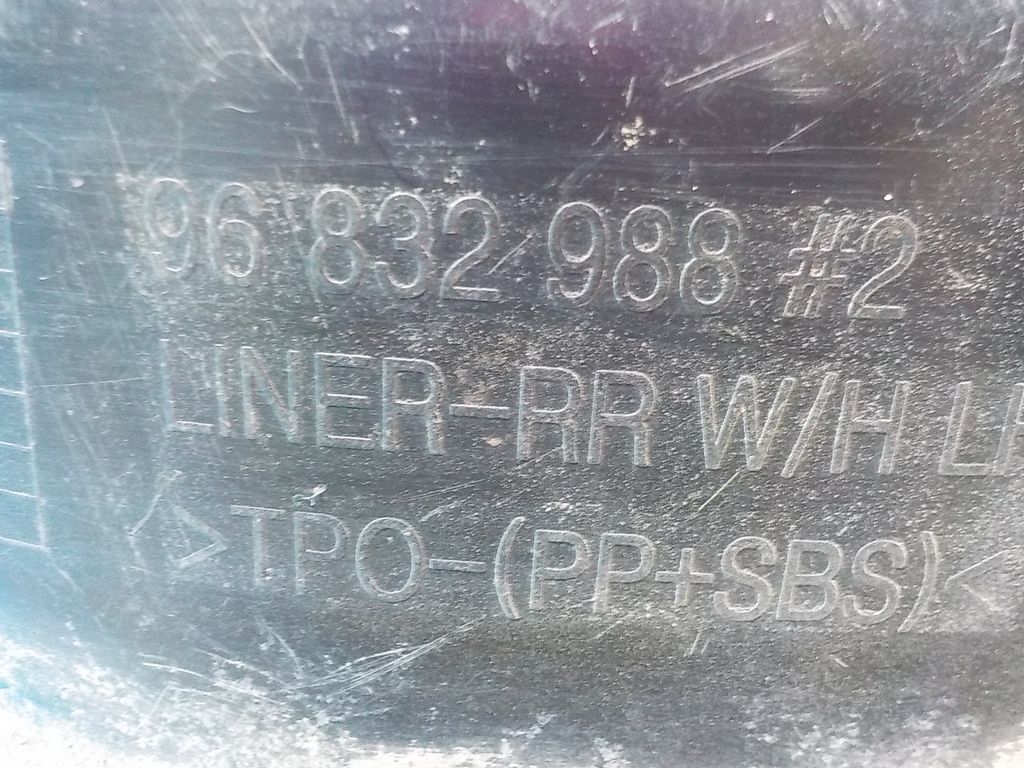 96 832 988 #2
LINER-RR W/H
>TPO-(PP+SBS)<